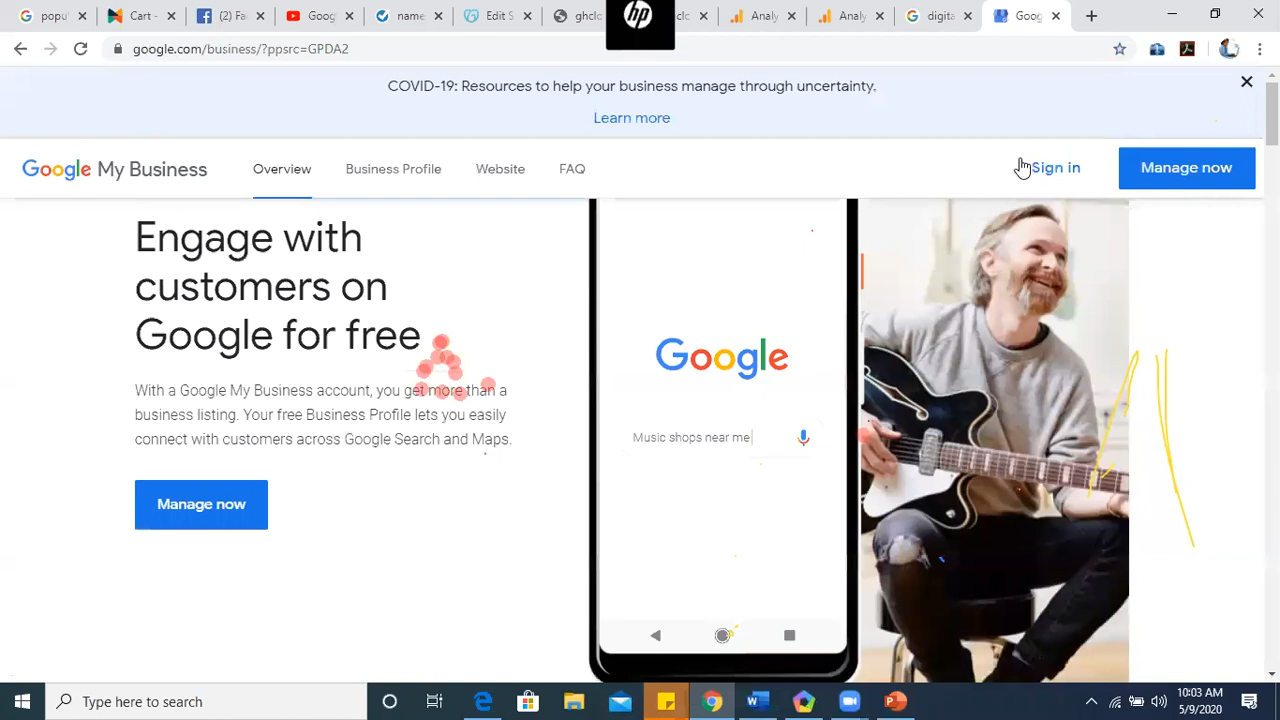 popu
Cart -
(2) Fa
Goog
name
Edit S
ghclc
clc
Analy
Analy
digita
Goog
hp
google.com/business/?ppsrc=GPDA2
COVID-19: Resources to help your business manage through uncertainty.
Learn more
Google My Business
Overview
Business Profile
Website
FAQ
Sign in
Manage now
Engage with
customers on
Google for free
With a Google My Business account, you get more than a
business listing. Your free Business Profile lets you easily
connect with customers across Google Search and Maps.
Manage now
Google
Music shops near me
Type here to search
10:03 AM
5/9/2020